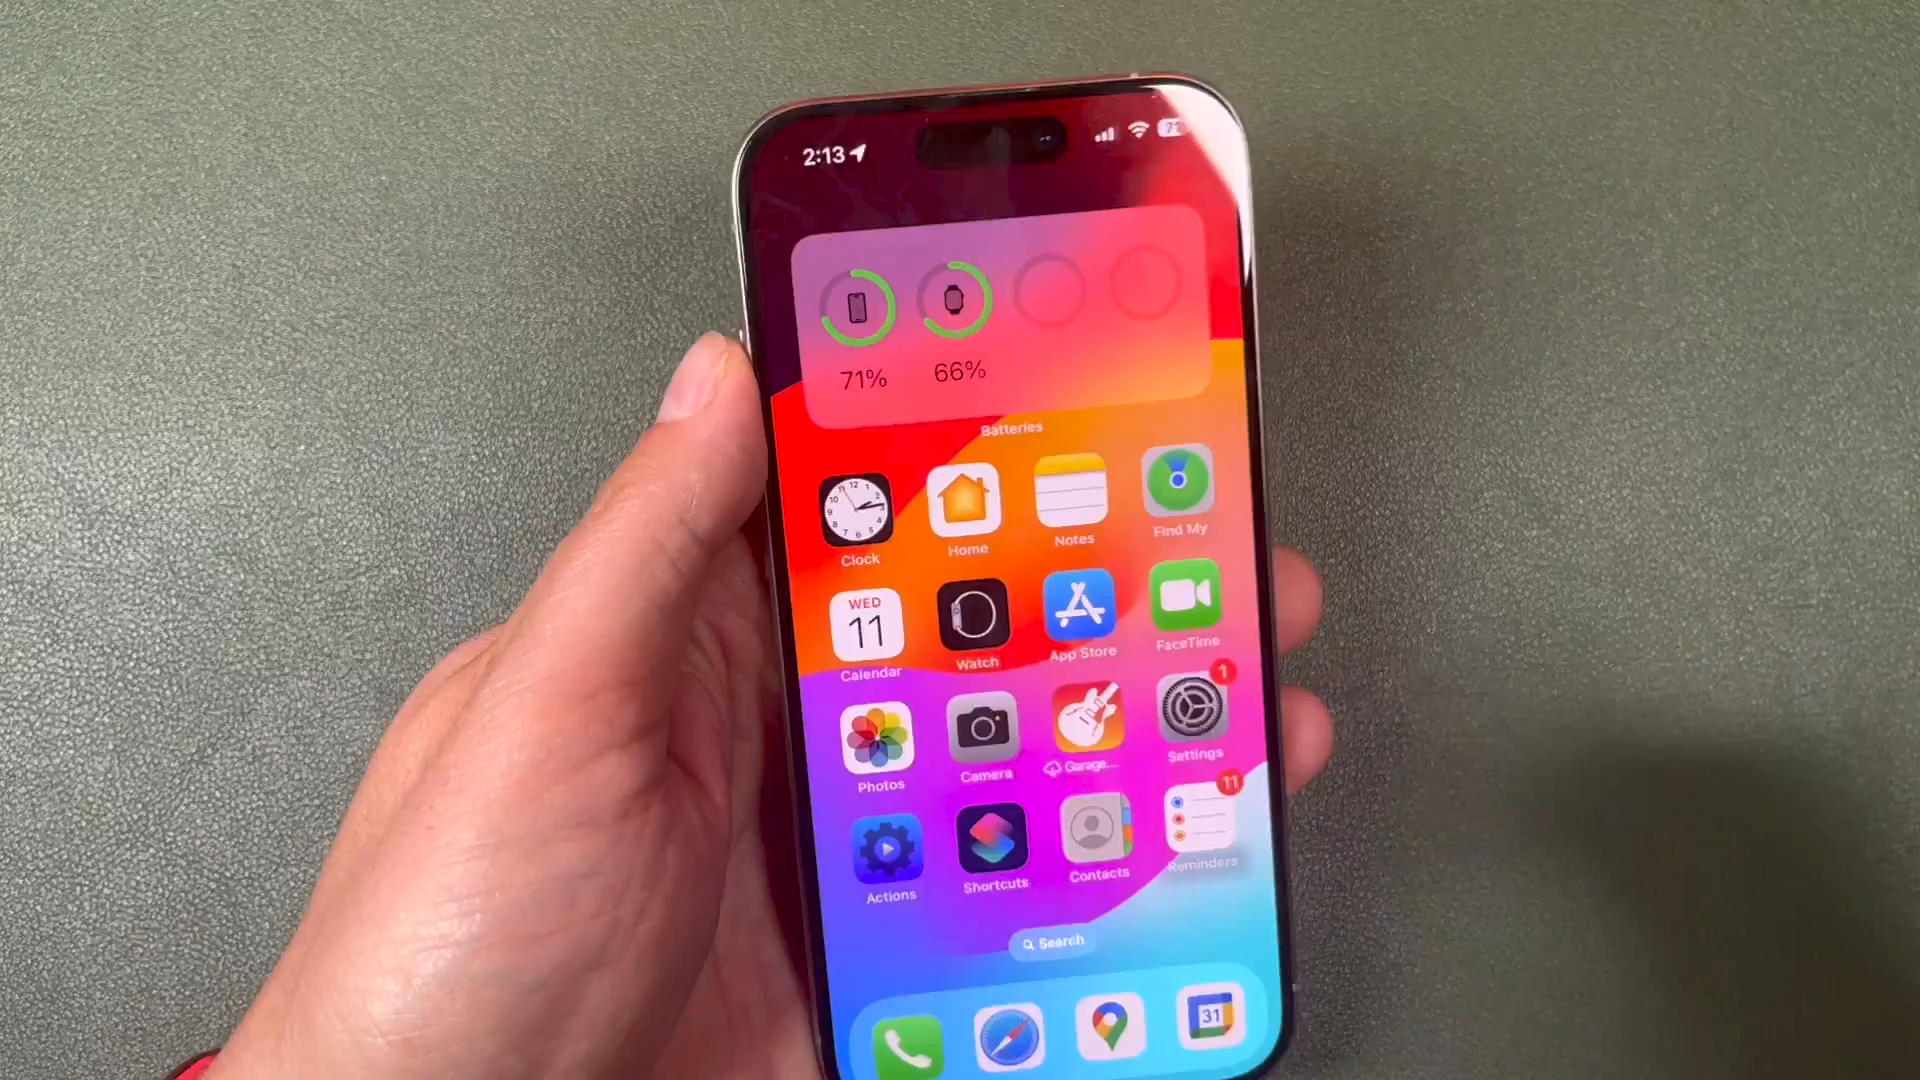 2:13
71
71% 66%
Batteries
Clock Home Notes Find My
WED
11
Calendar Watch App Store FaceTime
1
Photos Camera Garage... Settings
11
Actions Shortcuts Contacts Reminders
Search
31